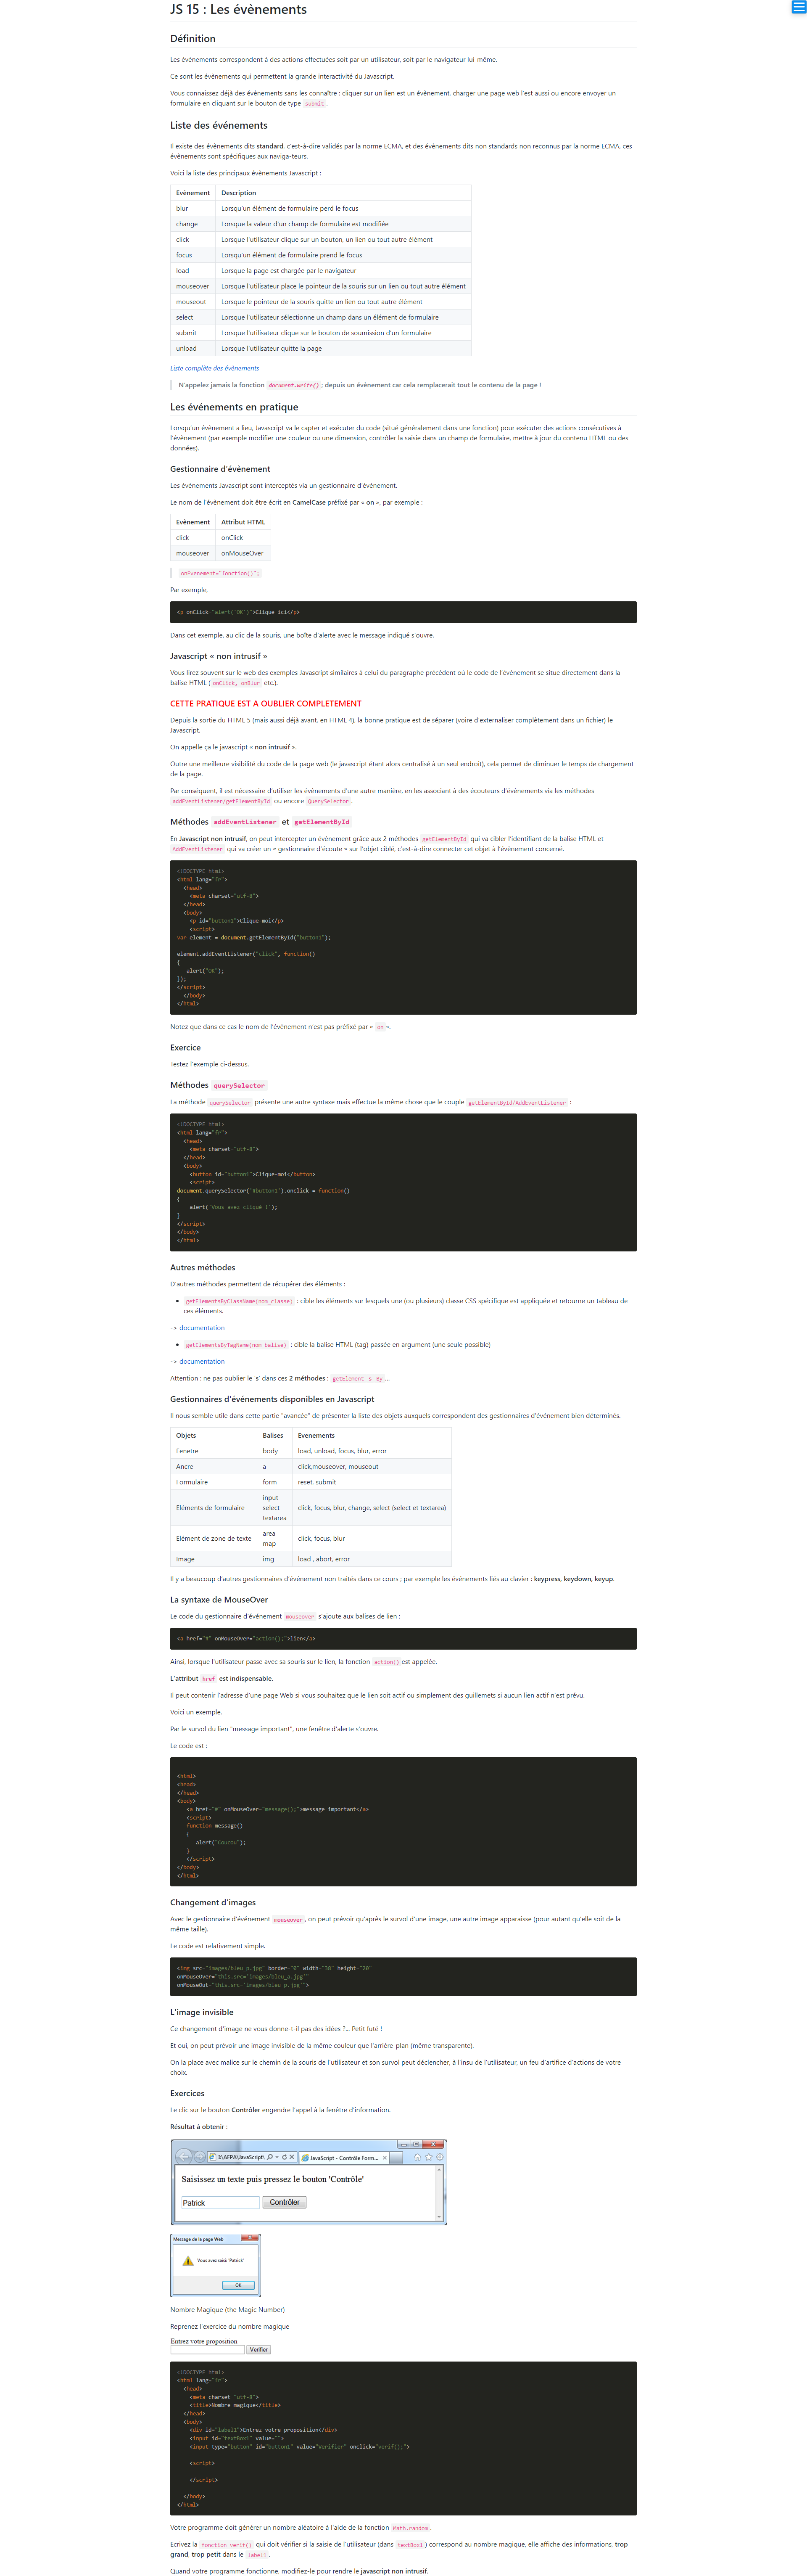 JS 15 : Les évènements
Définition
Les évènements correspondent à des actions effectuées soit par un utilisateur, soit par le navigateur lui-même.
Ce sont les évènements qui permettent la grande interactivité du Javascript.
Vous connaissez déjà des évènements sans les connaître : cliquer sur un lien est un évènement, charger une page web l'est aussi ou encore envoyer un
formulaire en cliquant sur le bouton de type submit .
Liste des événements
Il existe des évènements dits standard, c'est-à-dire validés par la norme ECMA, et des évènements dits non standards non reconnus par la norme ECMA, ces
évènements sont spécifiques aux naviga-teurs.
Voici la liste des principaux évènements Javascript :
Evènement Description
blur Lorsqu'un élément de formulaire perd le focus
change Lorsque la valeur d'un champ de formulaire est modifiée
click Lorsque l'utilisateur clique sur un bouton, un lien ou tout autre élément
focus Lorsqu'un élément de formulaire prend le focus
load Lorsque la page est chargée par le navigateur
mouseover Lorsque l'utilisateur place le pointeur de la souris sur un lien ou tout autre élément
mouseout Lorsque le pointeur de la souris quitte un lien ou tout autre élément
select Lorsque l'utilisateur sélectionne un champ dans un élément de formulaire
submit Lorsque l'utilisateur clique sur le bouton de soumission d'un formulaire
unload Lorsque l'utilisateur quitte la page
Liste complète des événements
N'appelez jamais la fonction document.write() ; depuis un évènement car cela remplacerait tout le contenu de la page !
Les événements en pratique
Lorsqu'un évènement a lieu, Javascript va le capter et exécuter du code (situé généralement dans une fonction) pour exécuter des actions consécutives à
l'évènement (par exemple modifier une couleur ou une dimension, contrôler la saisie dans un champ de formulaire, mettre à jour du contenu HTML ou des
données).
Gestionnaire d'évènement
Les événements Javascript sont interceptés via un gestionnaire d'événement.
Le nom de l'événement doit être écrit en CamelCase préfixé par « on », par exemple :
Evènement Attribut HTML
click onClick
mouseover onMouseOver
onEvenement="fonction()";
Par exemple,
<p onClick="alert('OK')">Clique ici</p>
Dans cet exemple, au clic de la souris, une boîte d'alerte avec le message indiqué s'ouvre.
Javascript « non intrusif »
Vous lirez souvent sur le web des exemples Javascript similaires à celui du paragraphe précédent où le code de l'événement se situe directement dans la
balise HTML ( onClick, onBlur etc.).
CETTE PRATIQUE EST A OUBLIER COMPLETEMENT
Depuis la sortie du HTML 5 (mais aussi déjà avant, en HTML 4), la bonne pratique est de séparer (voire d'externaliser complètement dans un fichier) le
Javascript.
On appelle ça le javascript « non intrusif ».
Outre une meilleure visibilité du code de la page web (le javascript étant alors centralisé à un seul endroit), cela permet de diminuer le temps de chargement
de la page.
Par conséquent, il est nécessaire d'utiliser les évènements d'une autre manière, en les associant à des écouteurs d'évènements via les méthodes
addEventListener/getElementById ou encore QuerySelector .
Méthodes addEventListener et getElementById
En Javascript non intrusif, on peut intercepter un évènement grâce aux 2 méthodes getElementById qui va cibler l'identifiant de la balise HTML et
AddEventListener qui va créer un « gestionnaire d'écoute » sur l'objet ciblé, c'est-à-dire connecter cet objet à l'événement concerné.
<!DOCTYPE html>
<html lang="fr">
<head>
<meta charset="utf-8">
</head>
<body>
<p id="button1">Clique-moi</p>
<script>
var element = document.getElementById("button1");
element.addEventListener("click", function()
{
alert("OK");
});
</script>
</body>
</html>
Notez que dans ce cas le nom de l'événement n'est pas préfixé par « on ».
Exercice
Testez l'exemple ci-dessus.
Méthodes querySelector
La méthode querySelector présente une autre syntaxe mais effectue la même chose que le couple getElementById/AddEventListener :
<!DOCTYPE html>
<html lang="fr">
<head>
<meta charset="utf-8">
</head>
<body>
<button id="button1">Clique-moi</button>
<script>
document.querySelector('#button1').onclick = function()
{
alert('Vous avez cliqué !');
}
</script>
</body>
</html>
Autres méthodes
D'autres méthodes permettent de récupérer des éléments :
getElementsByClassName(nom_classe) : cible les éléments sur lesquels une (ou plusieurs) classe CSS spécifique est appliquée et retourne un tableau de
ces éléments.
-> documentation
getElementsByTagName(nom_balise) : cible la balise HTML (tag) passée en argument (une seule possible)
-> documentation
Attention : ne pas oublier le 's' dans ces 2 méthodes : getElement s By ...
Gestionnaires d'événements disponibles en Javascript
Il nous semble utile dans cette partie "avancée" de présenter la liste des objets auxquels correspondent des gestionnaires d'événement bien déterminés.
Objets Balises Evenements
Fenetre body load, unload, focus, blur, error
Ancre a click,mouseover, mouseout
Formulaire form reset, submit
Eléments de formulaire input
select
textarea
click, focus, blur, change, select (select et textarea)
Elément de zone de texte area
map
click, focus, blur
Image img load , abort, error
Il y a beaucoup d'autres gestionnaires d'événement non traités dans ce cours ; par exemple les événements liés au clavier : keypress, keydown, keyup.
La syntaxe de MouseOver
Le code du gestionnaire d'événement mouseover s'ajoute aux balises de lien :
<a href="#" onMouseOver="action();">lien</a>
Ainsi, lorsque l'utilisateur passe avec sa souris sur le lien, la fonction action() est appelée.
L'attribut href est indispensable.
Il peut contenir l'adresse d'une page Web si vous souhaitez que le lien soit actif ou simplement des guillemets si aucun lien actif n'est prévu.
Voici un exemple.
Par le survol du lien "message important", une fenêtre d'alerte s'ouvre.
Le code est :
<html>
<head>
</head>
<body>
<a href="#" onMouseOver="message();">message important</a>
<script>
function message()
{
alert("Coucou");
}
</script>
</body>
</html>
Changement d'images
Avec le gestionnaire d'événement mouseover , on peut prévoir qu'après le survol d'une image, une autre image apparaisse (pour autant qu'elle soit de la
même taille).
Le code est relativement simple.
<img src="images/bleu_p.jpg" border="0" width="38" height="30"
onMouseOver="this.src='images/bleu_a.jpg'"
onMouseOut="this.src='images/bleu_p.jpg'">
L'image invisible
Ce changement d'image ne vous donne-t-il pas des idées ?... Petit futé !
Et oui, on peut prévoir une image invisible de la même couleur que l'arrière-plan (même transparente).
On la place avec malice sur le chemin de la souris de l'utilisateur et son survol peut déclencher, à l'insu de l'utilisateur, un feu d'artifice d'actions de votre
choix.
Exercices
Le clic sur le bouton Contrôler engendre l'appel à la fenêtre d'information.
Résultat à obtenir :
JavaScript - Contrôle Form...
Saisissez un texte puis pressez le bouton 'Contrôle'
Patrick Contrôler
Message de la page Web
Vous avez saisi 'Patrick'
OK
Nombre Magique (the Magic Number)
Reprenez l'exercice du nombre magique
Entrez votre proposition
Verifier
<!DOCTYPE html>
<html lang="fr">
<head>
<meta charset="utf-8">
<title>Nombre magique</title>
</head>
<body>
<div id="label1">Entrez votre proposition</div>
<input id="textBox1" value="">
<input type="button" id="button1" value="Verifier" onclick="verif();">
<script>
</script>
</body>
</html>
Votre programme doit générer un nombre aléatoire à l'aide de la fonction Math.random .
Ecrivez la fonction verif() qui doit vérifier si la saisie de l'utilisateur (dans textBox1 ) correspond au nombre magique, elle affiche des informations, trop
grand, trop petit dans le label1 .
Quand votre programme fonctionne, modifiez-le pour rendre le javascript non intrusif.